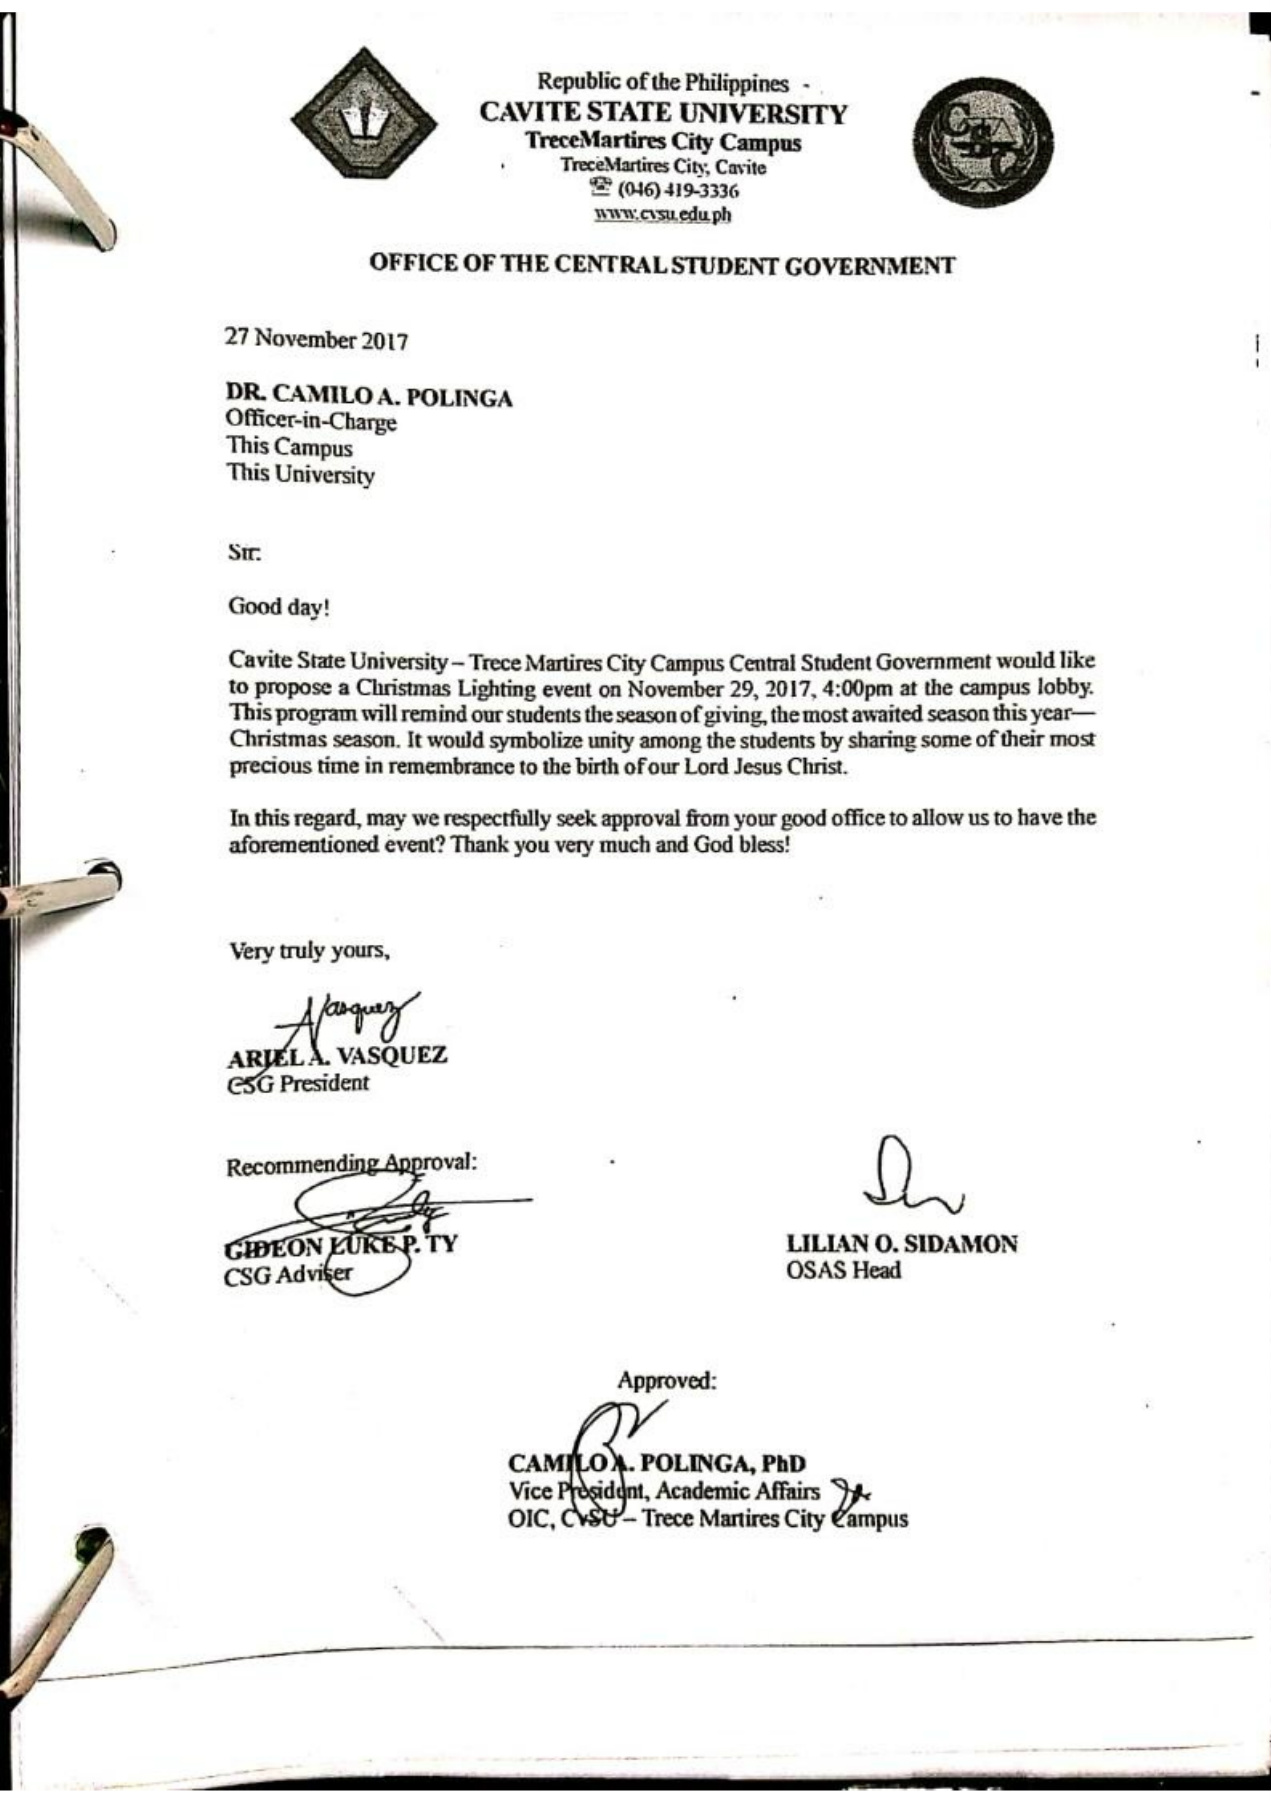 Republic of the Philippines
CAVITE STATE UNIVERSITY
TreceMartires City Campus
TreceMartires City, Cavite
☎ (046) 419-3336
www.cvsu.edu.ph
CSG
OFFICE OF THE CENTRAL STUDENT GOVERNMENT
27 November 2017
DR. CAMILO A. POLINGA
Officer-in-Charge
This Campus
This University
Sir:
Good day!
Cavite State University – Trece Martires City Campus Central Student Government would like
to propose a Christmas Lighting event on November 29, 2017, 4:00pm at the campus lobby.
This program will remind our students the season of giving, the most awaited season this year—
Christmas season. It would symbolize unity among the students by sharing some of their most
precious time in remembrance to the birth of our Lord Jesus Christ.
In this regard, may we respectfully seek approval from your good office to allow us to have the
aforementioned event? Thank you very much and God bless!
Very truly yours,
AVasquez
ARIEL A. VASQUEZ
CSG President
Recommending Approval:
GIDEON LUKE P. TY
CSG Adviser
LILIAN O. SIDAMON
OSAS Head
Approved:
CAMILO A. POLINGA, PhD
Vice President, Academic Affairs
OIC, CvSU – Trece Martires City Campus